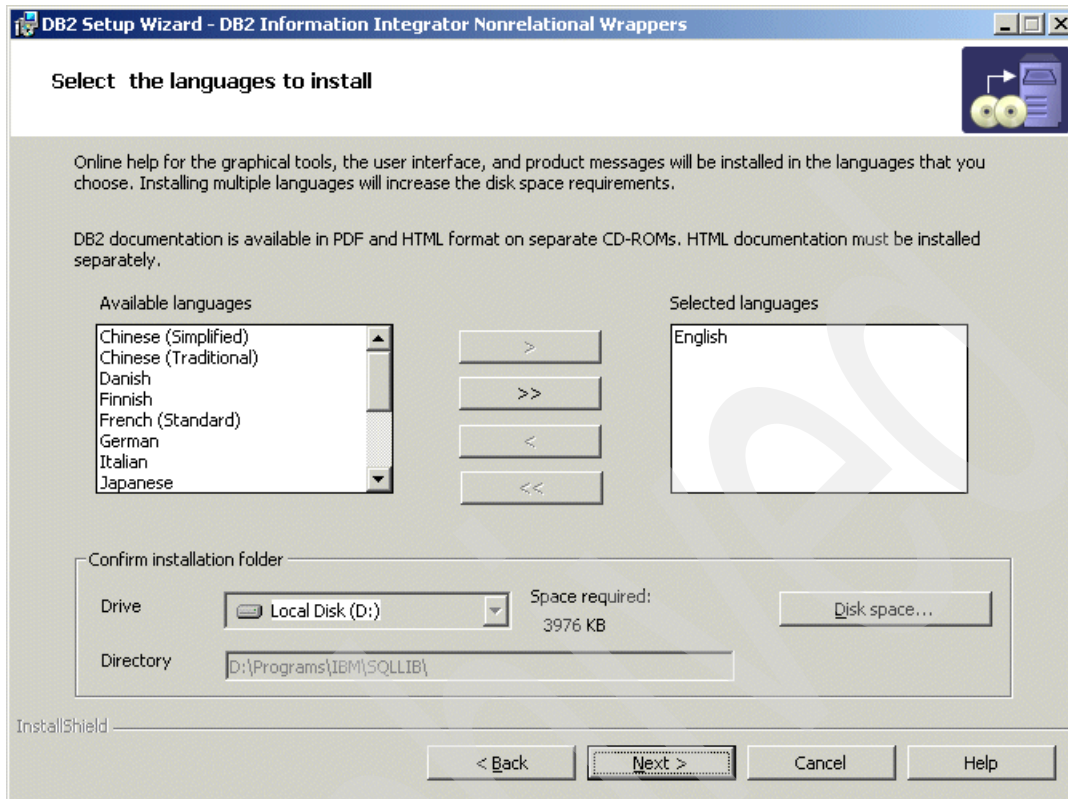 DB2 Setup Wizard - DB2 Information Integrator Nonrelational Wrappers
Select the languages to install
Online help for the graphical tools, the user interface, and product messages will be installed in the languages that you
choose. Installing multiple languages will increase the disk space requirements.
DB2 documentation is available in PDF and HTML format on separate CD-ROMs. HTML documentation must be installed
separately.
Available languages
Chinese (Simplified)
Chinese (Traditional)
Danish
Finnish
French (Standard)
German
Italian
Japanese
>
>>
<
<<
Selected languages
English
Confirm installation folder
Drive
Local Disk (D:)
Space required:
3976 KB
Disk space...
Directory
D:\Programs\IBM\SQLLIB\
InstallShield
< Back
Next >
Cancel
Help